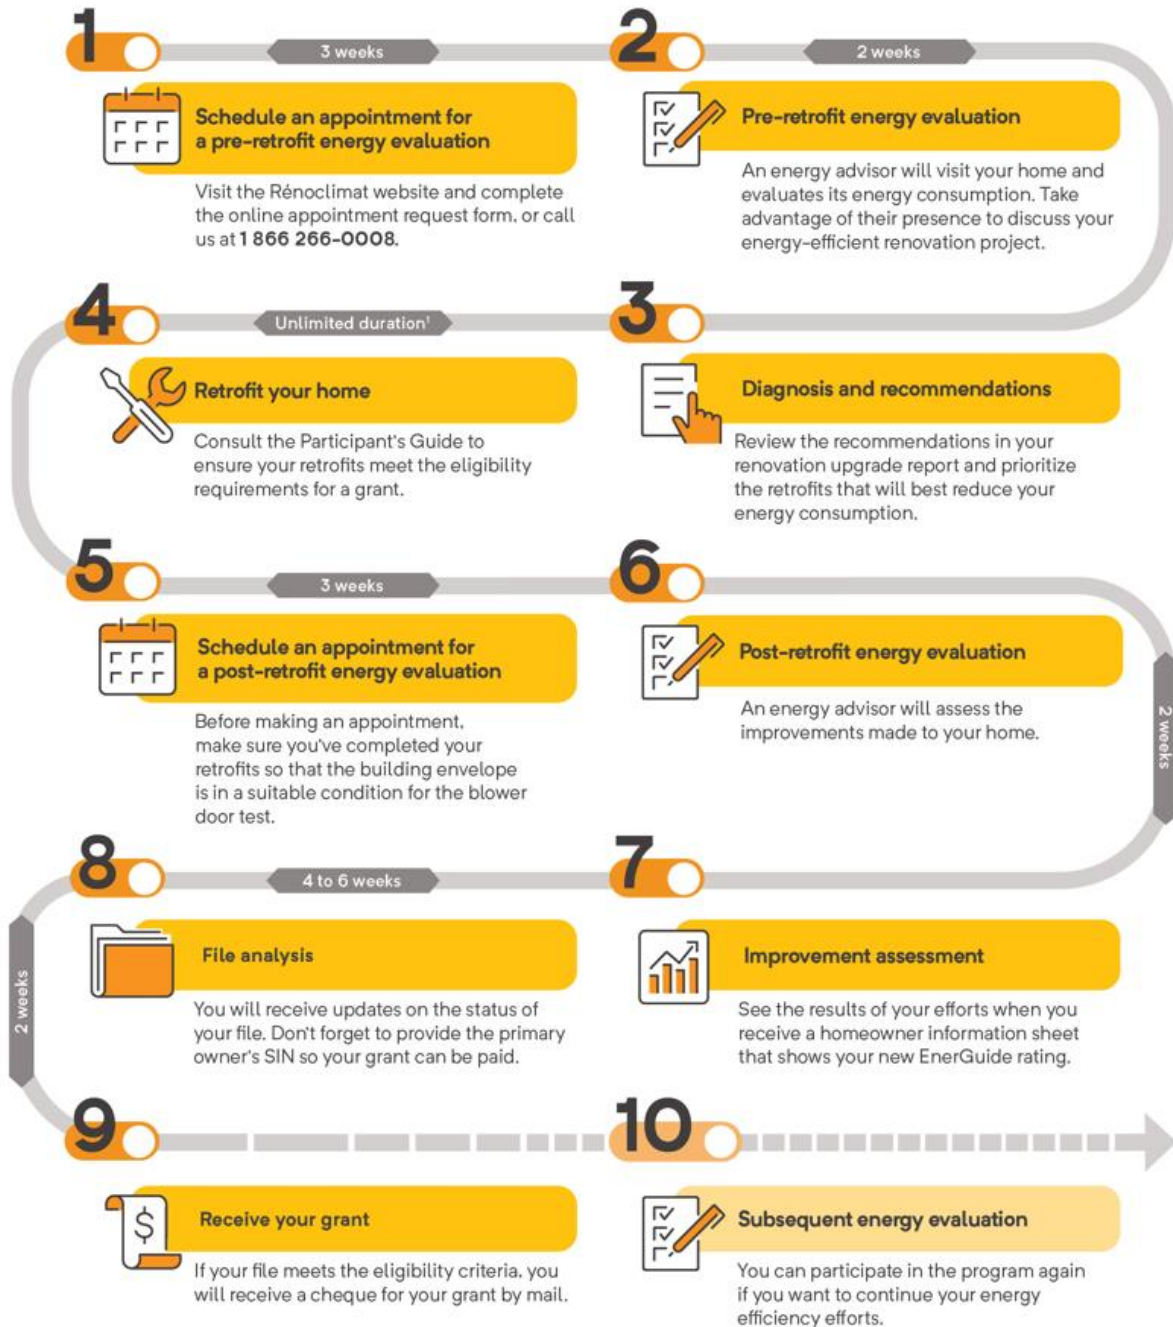 1
3 weeks
Schedule an appointment for
a pre-retrofit energy evaluation
Visit the Rénoclimat website and complete
the online appointment request form, or call
us at 1 866 266-0008.
2
2 weeks
Pre-retrofit energy evaluation
An energy advisor will visit your home and
evaluates its energy consumption. Take
advantage of their presence to discuss your
energy-efficient renovation project.
3
Diagnosis and recommendations
Review the recommendations in your
renovation upgrade report and prioritize
the retrofits that will best reduce your
energy consumption.
Unlimited duration¹
4
Retrofit your home
Consult the Participant's Guide to
ensure your retrofits meet the eligibility
requirements for a grant.
5
3 weeks
Schedule an appointment for
a post-retrofit energy evaluation
Before making an appointment,
make sure you've completed your
retrofits so that the building envelope
is in a suitable condition for the blower
door test.
6
Post-retrofit energy evaluation
An energy advisor will assess the
improvements made to your home.
2 weeks
7
Improvement assessment
See the results of your efforts when you
receive a homeowner information sheet
that shows your new EnerGuide rating.
4 to 6 weeks
8
File analysis
You will receive updates on the status of
your file. Don't forget to provide the primary
owner's SIN so your grant can be paid.
2 weeks
9
$
Receive your grant
If your file meets the eligibility criteria, you
will receive a cheque for your grant by mail.
10
Subsequent energy evaluation
You can participate in the program again
if you want to continue your energy
efficiency efforts.